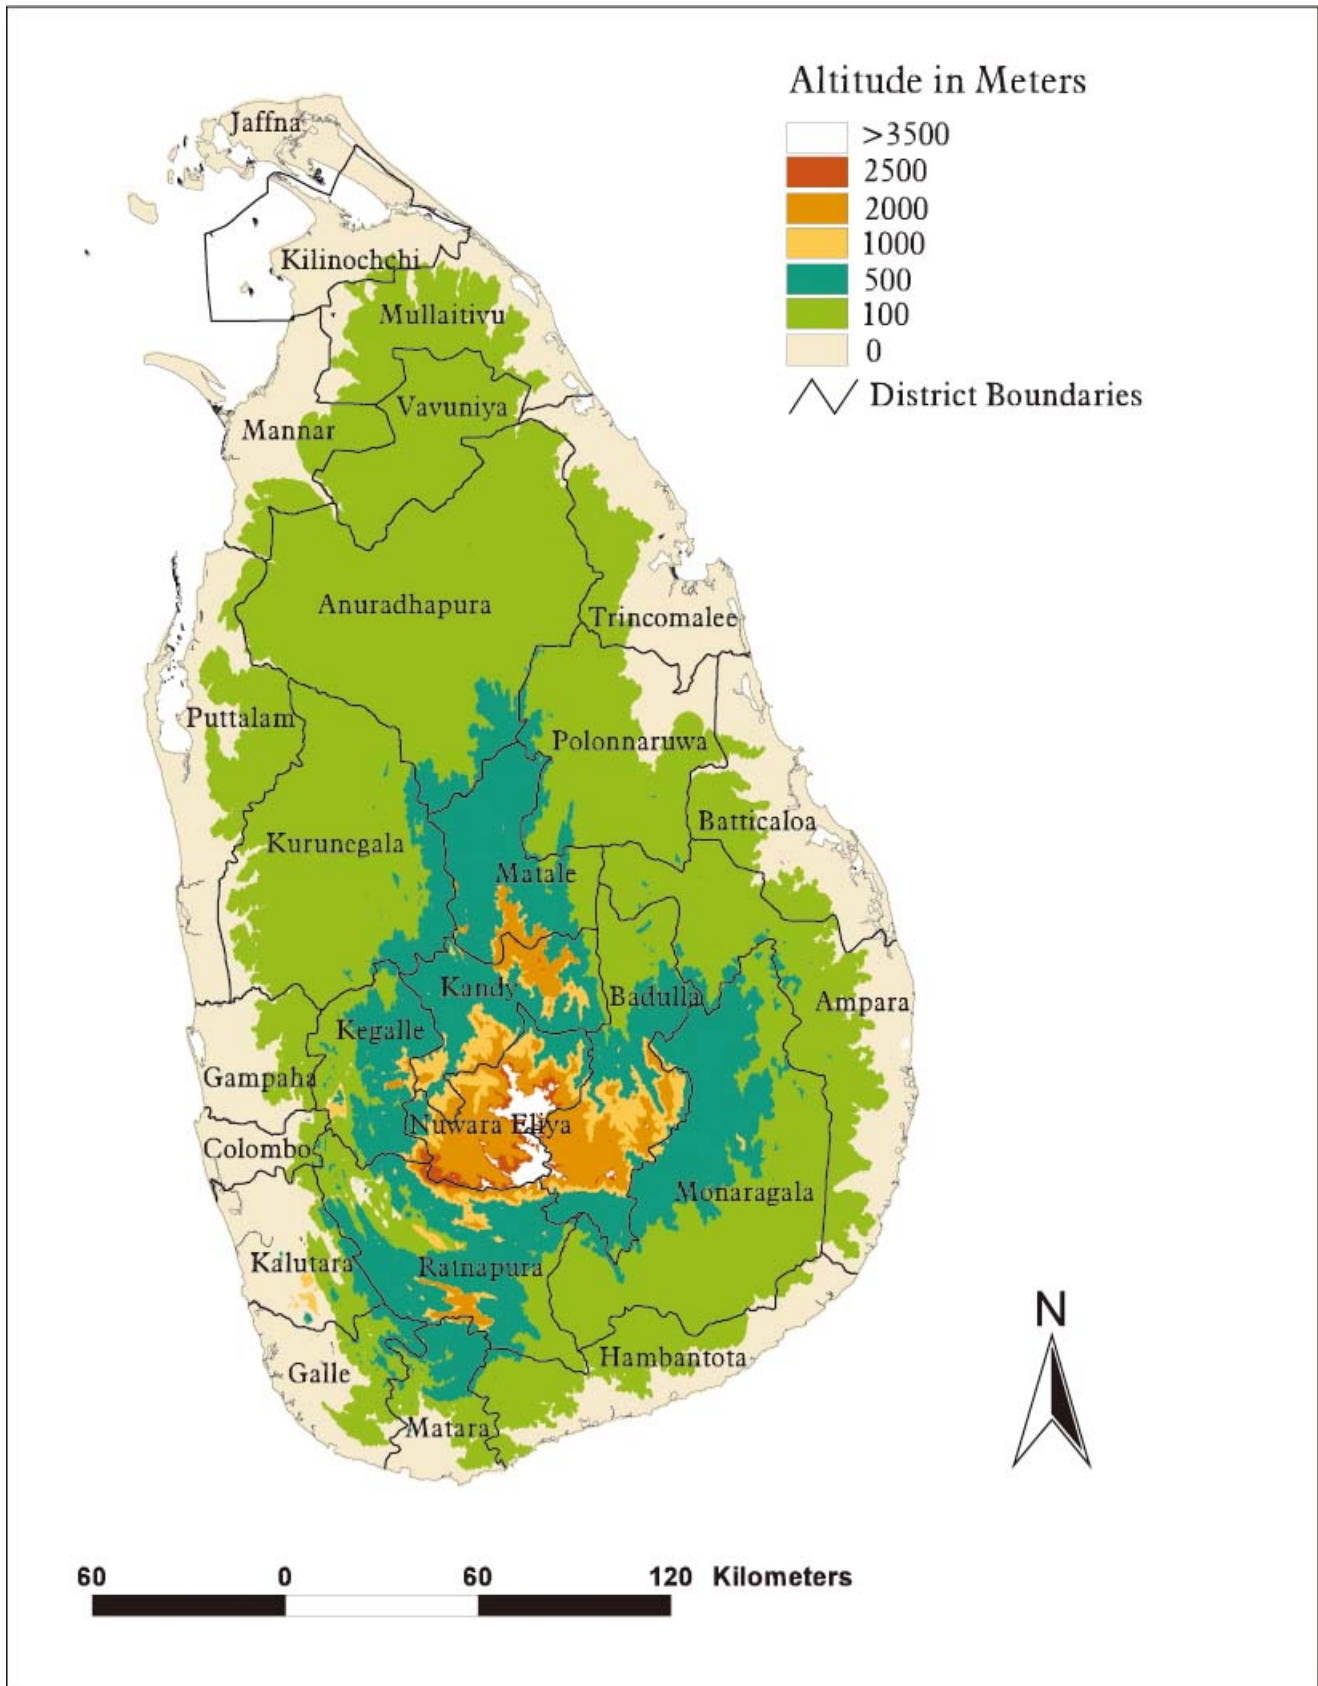 Altitude in Meters
>3500
2500
2000
1000
500
100
0
District Boundaries
Jaffna
Kilinochchi
Mullaitivu
Vavuniya
Mannar
Anuradhapura
Trincomalee
Puttalam
Polonnaruwa
Batticaloa
Kurunegala
Matale
Kandy
Badulla
Ampara
Kegalle
Gampaha
Nuwara Eliya
Colombo
Monaragala
Kalutara
Ratnapura
Hambantota
Galle
Matara
N
60 0 60 120 Kilometers